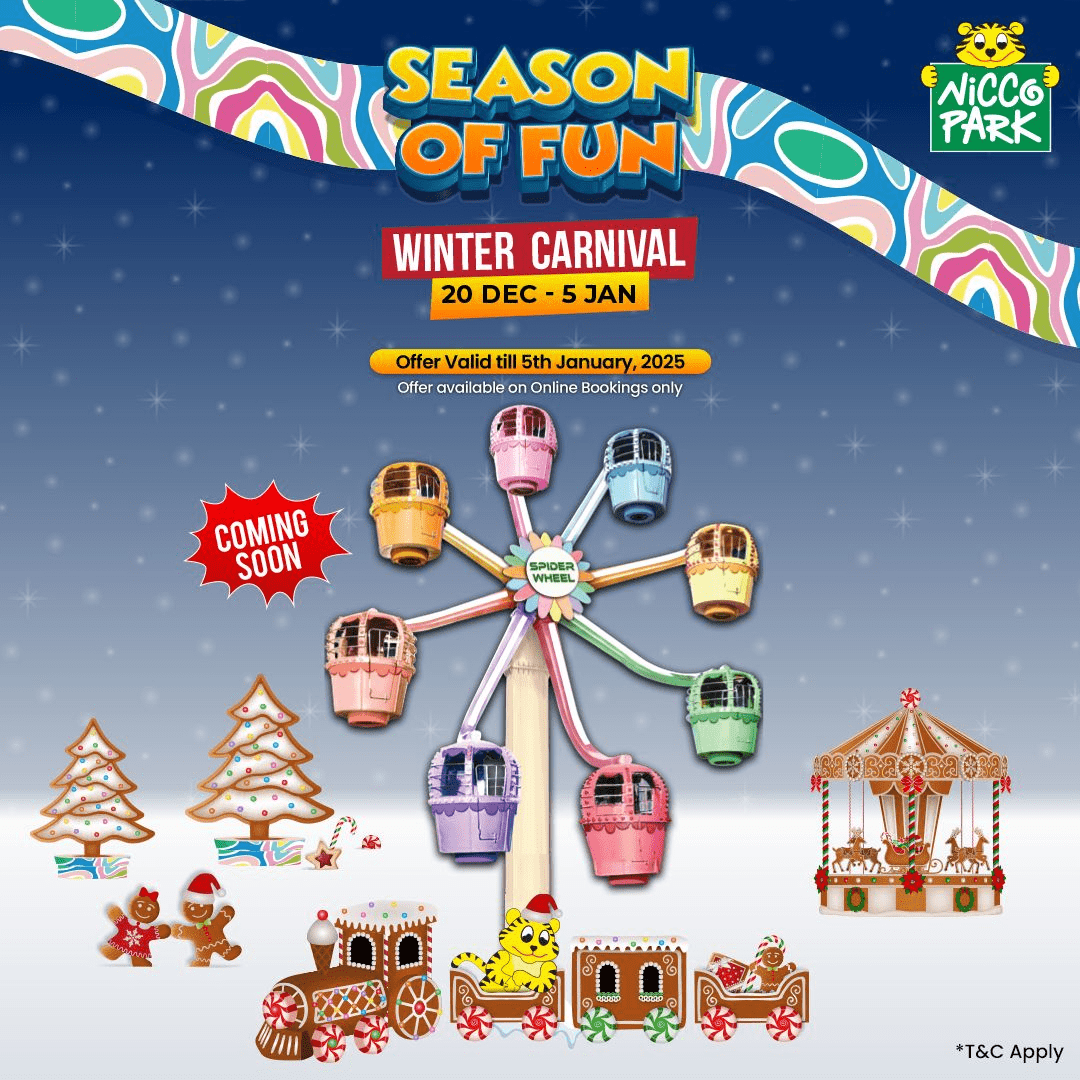 SEASON
OF FUN
NICCO
PARK
WINTER CARNIVAL
20 DEC - 5 JAN
Offer Valid till 5th January, 2025
Offer available on Online Bookings only
COMING
SOON
SPIDER
WHEEL
*T&C Apply